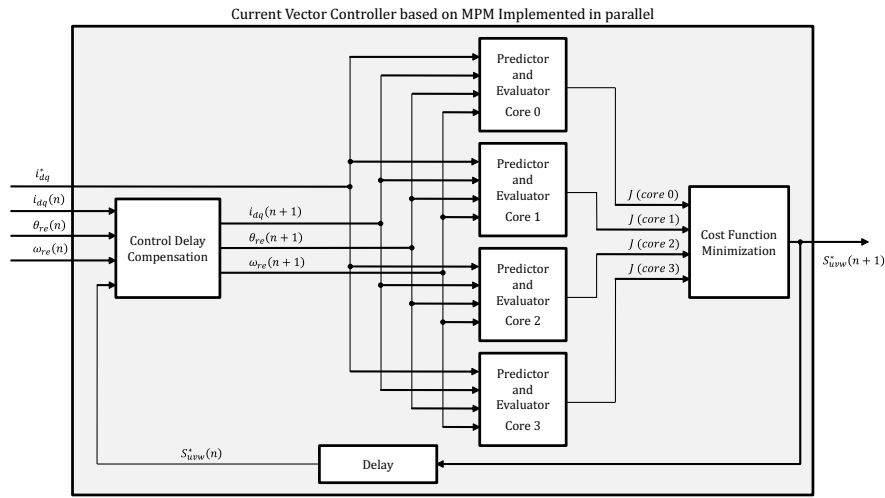 Current Vector Controller based on MPM Implemented in parallel
Predictor
and
Evaluator
Core 0
Predictor
and
Evaluator
Core 1
Predictor
and
Evaluator
Core 2
Predictor
and
Evaluator
Core 3
i*dq
idq(n)
θre(n)
ωre(n)
Control Delay
Compensation
idq(n+1)
θre(n+1)
ωre(n+1)
J (core 0)
J (core 1)
J (core 2)
J (core 3)
Cost Function
Minimization
S*uvw(n+1)
S*uvw(n)
Delay